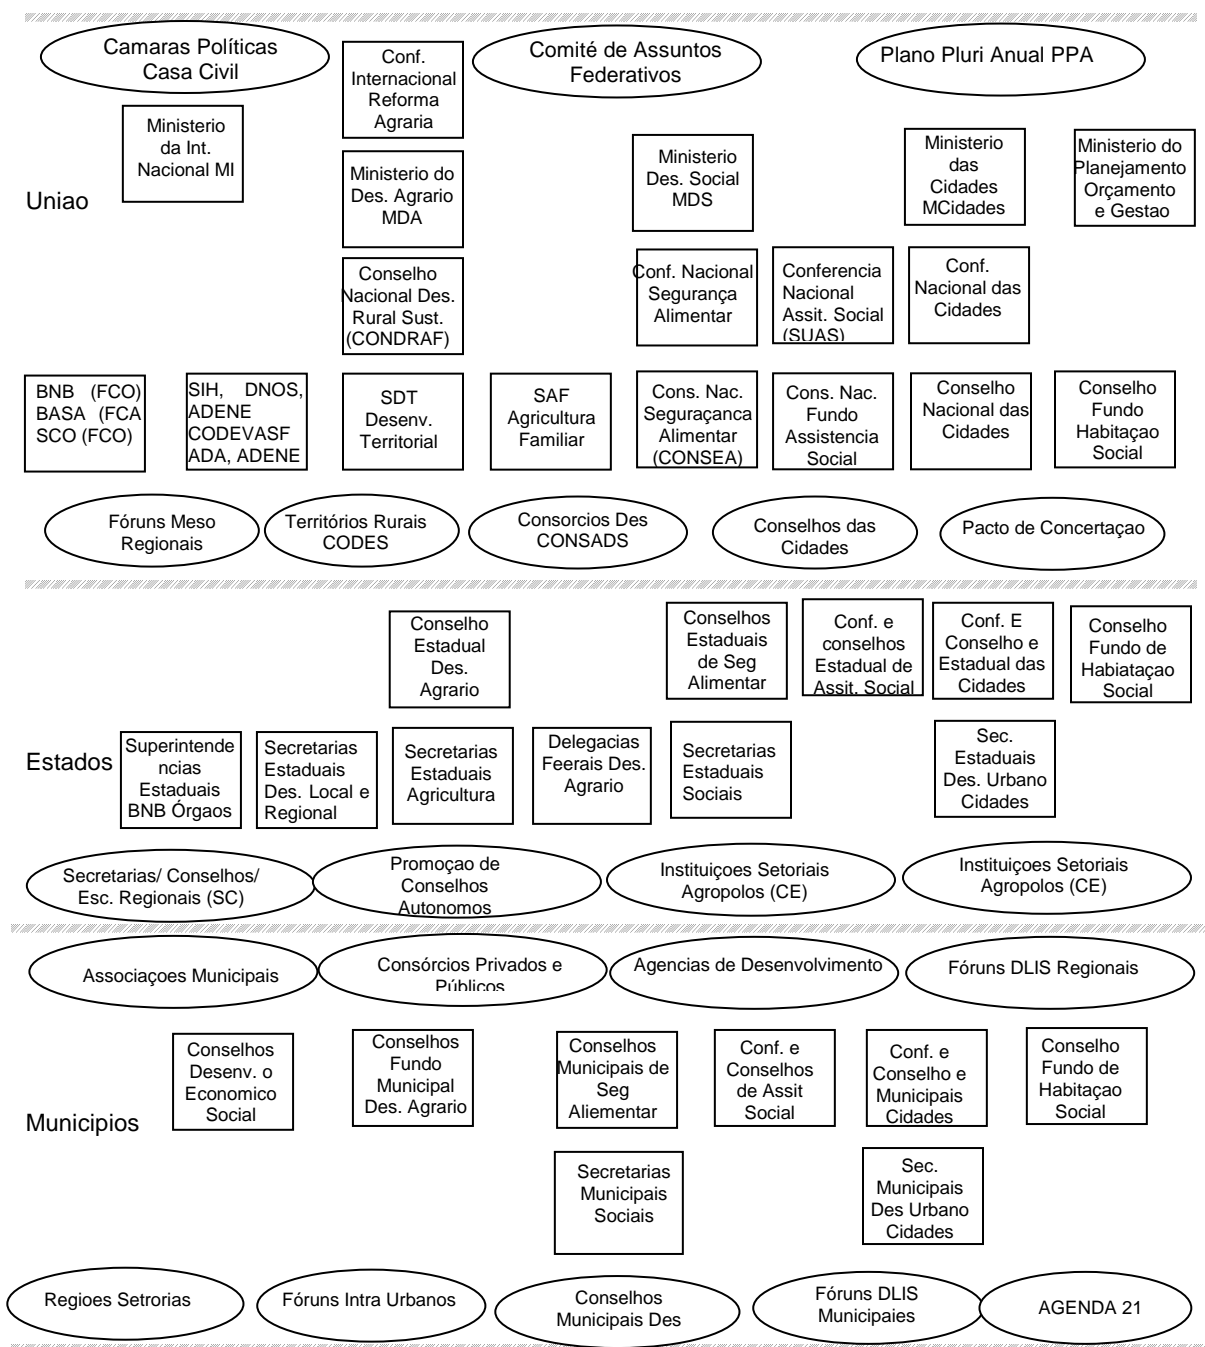 Camaras Políticas
Casa Civil
Conf.
Internacional
Reforma
Agraria
Comité de Assuntos
Federativos
Plano Pluri Anual PPA
Uniao
Ministerio
da Int.
Nacional MI
Ministerio do
Des. Agrario
MDA
Ministerio
Des. Social
MDS
Ministerio
das
Cidades
MCidades
Ministerio do
Planejamento
Orçamento
e Gestao
Conselho
Nacional Des.
Rural Sust.
(CONDRAF)
Conf. Nacional
Segurança
Alimentar
Conferencia
Nacional
Assit. Social
(SUAS)
Conf.
Nacional das
Cidades
BNB (FCO)
BASA (FCA
SCO (FCO)
SIH, DNOS,
ADENE
CODEVASF
ADA, ADENE
SDT
Desenv.
Territorial
SAF
Agricultura
Familiar
Cons. Nac.
Seguraçanca
Alimentar
(CONSEA)
Cons. Nac.
Fundo
Assistencia
Social
Conselho
Nacional das
Cidades
Conselho
Fundo
Habitaçao
Social
Fóruns Meso
Regionais
Territórios Rurais
CODES
Consorcios Des
CONSADS
Conselhos das
Cidades
Pacto de Concertaçao
Estados
Conselho
Estadual
Des.
Agrario
Conselhos
Estaduais
de Seg
Alimentar
Conf. e
conselhos
Estadual de
Assit. Social
Conf. E
Conselho e
Estadual das
Cidades
Conselho
Fundo de
Habiataçao
Social
Superintende
ncias
Estaduais
BNB Órgaos
Secretarias
Estaduais
Des. Local e
Regional
Secretarias
Estaduais
Agricultura
Delegacias
Feerais Des.
Agrario
Secretarias
Estaduais
Sociais
Sec.
Estaduais
Des. Urbano
Cidades
Secretarias/ Conselhos/
Esc. Regionais (SC)
Promoçao de
Conselhos
Autonomos
Instituiçoes Setoriais
Agropolos (CE)
Instituiçoes Setoriais
Agropolos (CE)
Associaçoes Municipais
Consórcios Privados e
Públicos
Agencias de Desenvolvimento
Fóruns DLIS Regionais
Municipios
Conselhos
Desenv. o
Economico
Social
Conselhos
Fundo
Municipal
Des. Agrario
Conselhos
Municipais de
Seg
Aliementar
Conf. e
Conselhos
de Assit
Social
Conf. e
Conselho e
Municipais
Cidades
Conselho
Fundo de
Habitaçao
Social
Secretarias
Municipais
Sociais
Sec.
Municipais
Des Urbano
Cidades
Regioes Setrorias
Fóruns Intra Urbanos
Conselhos
Municipais Des
Fóruns DLIS
Municipaies
AGENDA 21